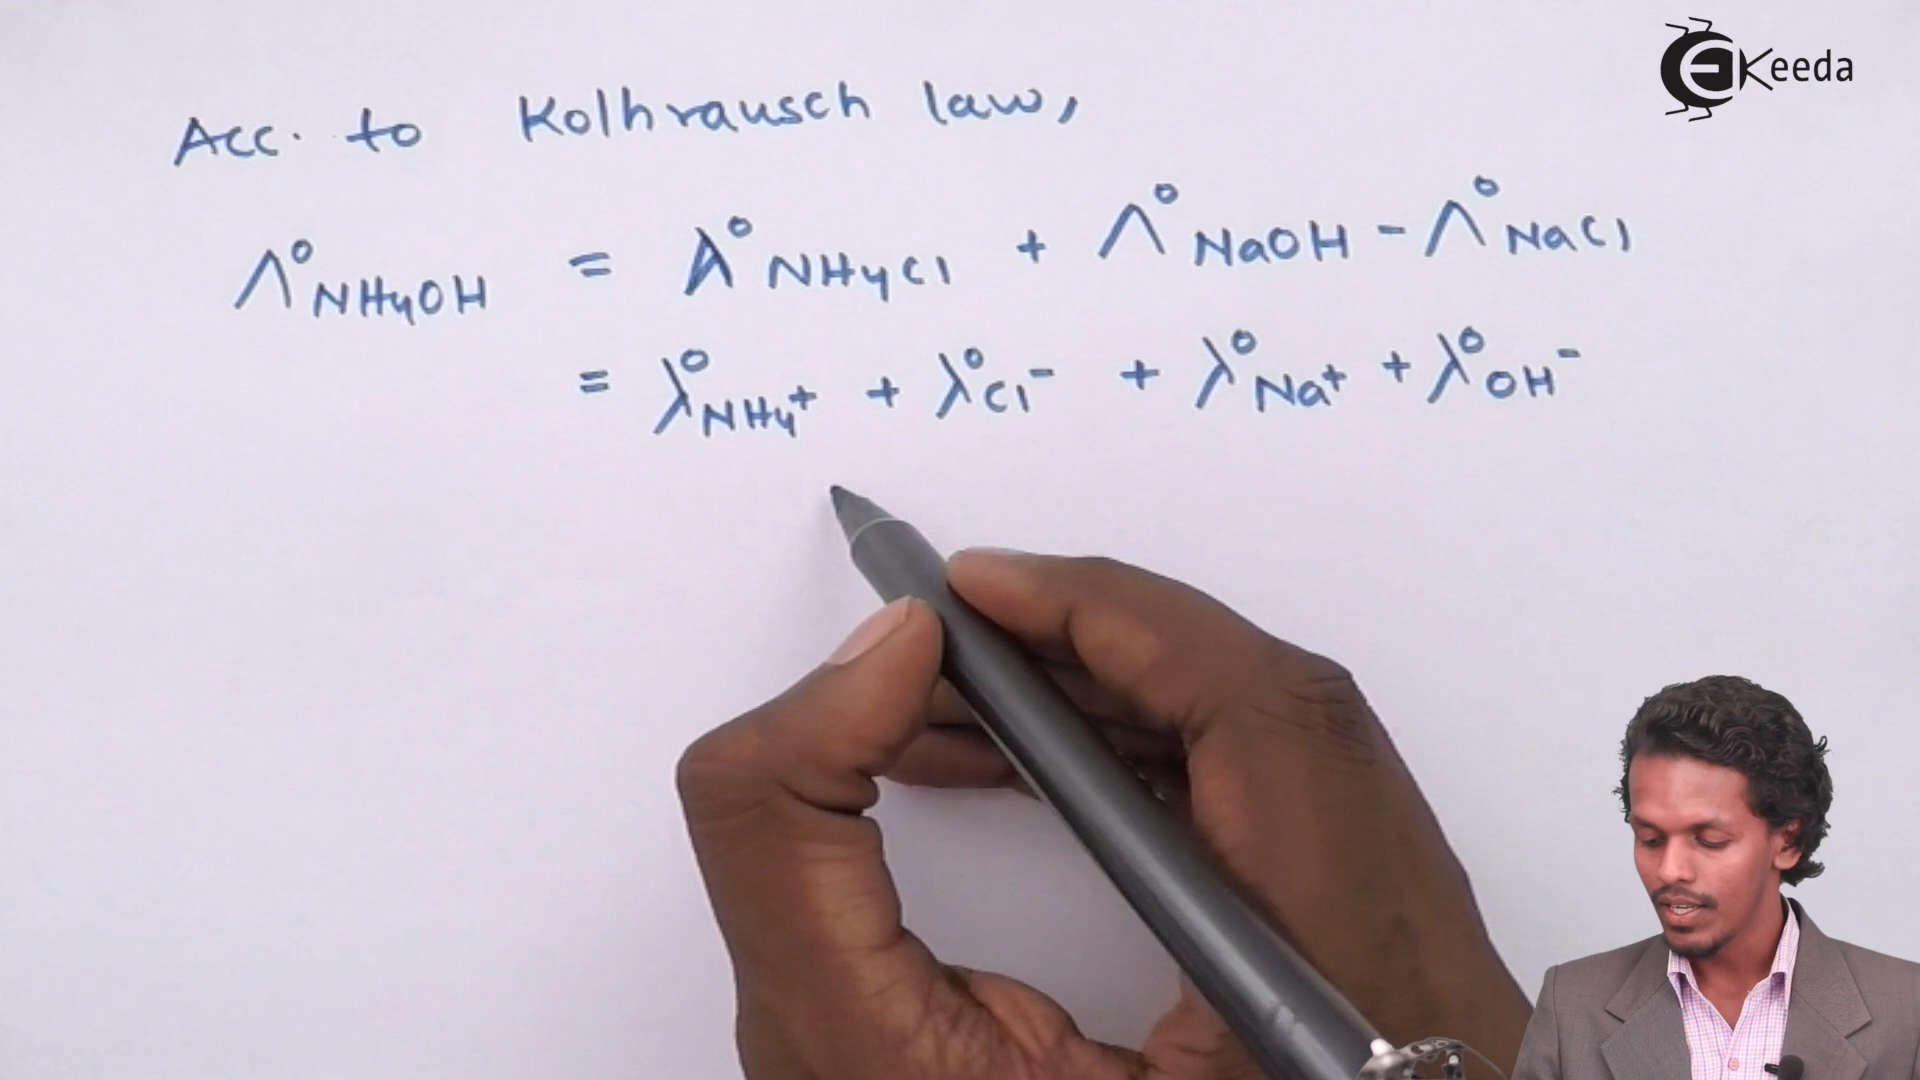 EKeeda
Acc. to Kolhrausch law,
Λ°NH4OH = Λ°NH4Cl + Λ°NaOH - Λ°NaCl
= λ°NH4+ + λ°Cl- + λ°Na+ + λ°OH-